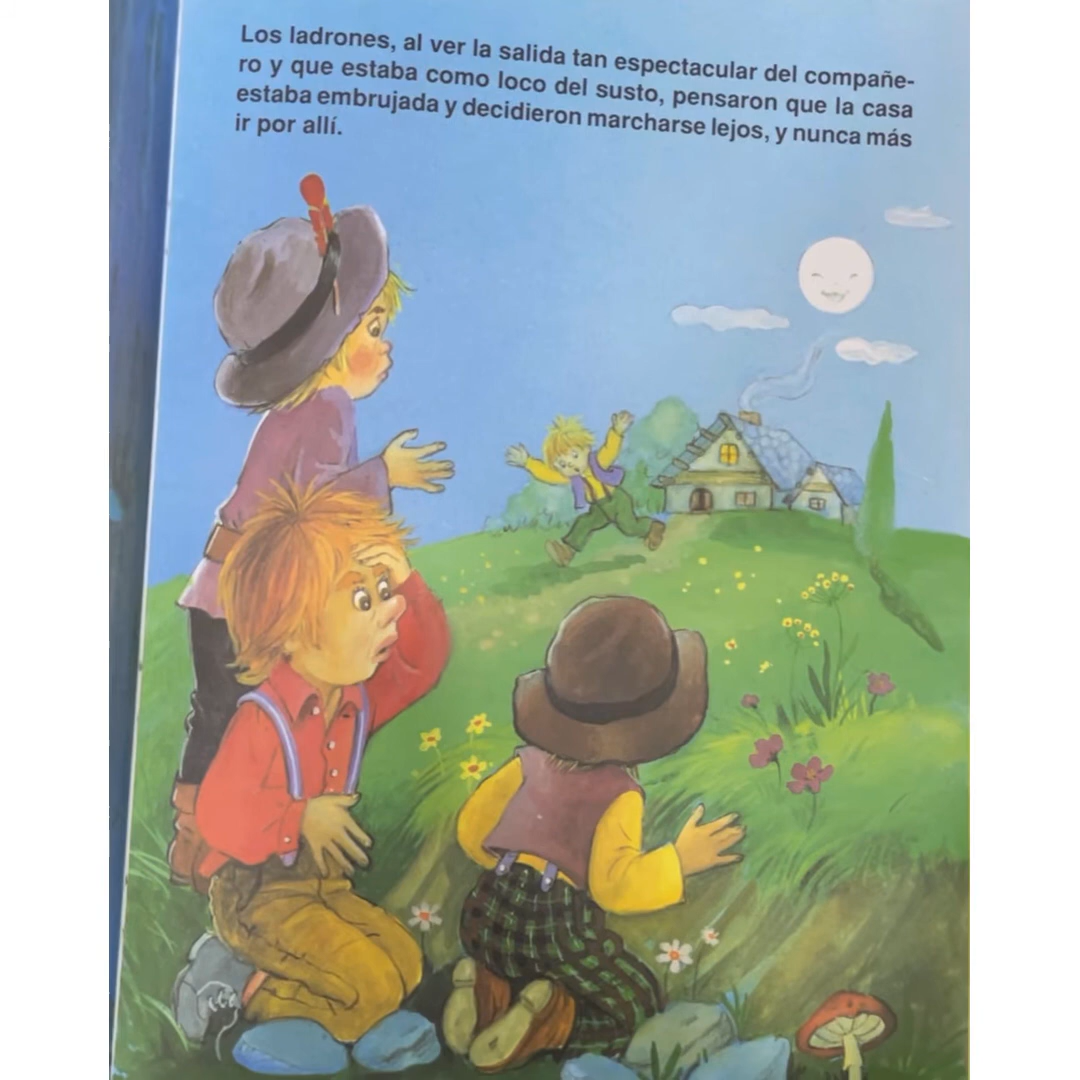 Los ladrones, al ver la salida tan espectacular del compañe-
ro y que estaba como loco del susto, pensaron que la casa
estaba embrujada y decidieron marcharse lejos, y nunca más
ir por allí.